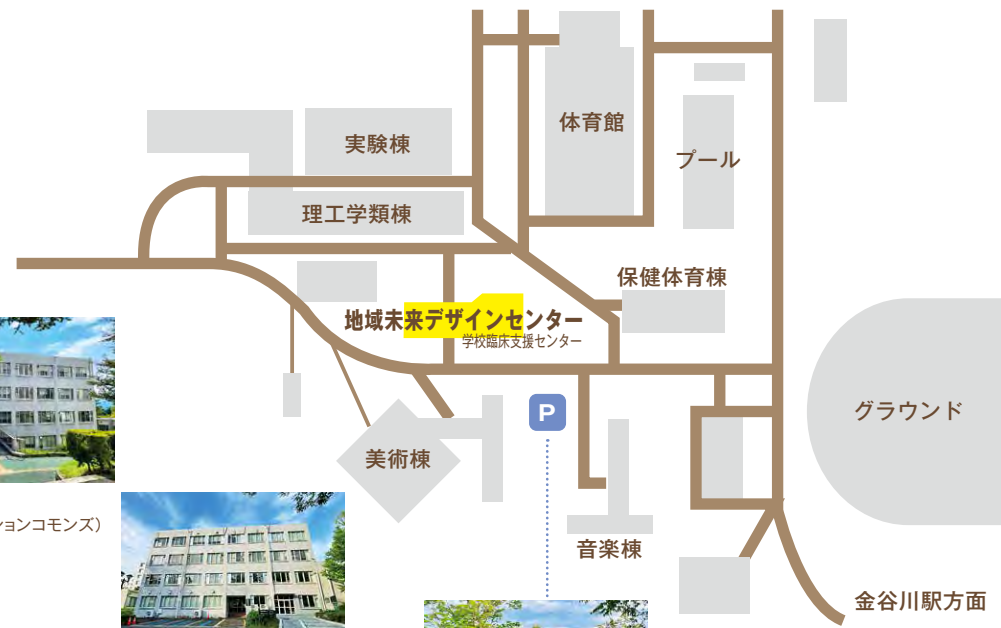 体育館
実験棟
プール
理工学類棟
保健体育棟
地域未来デザインセンター
学校臨床支援センター
P
グラウンド
美術棟
ションコモンズ)
音楽棟
金谷川駅方面